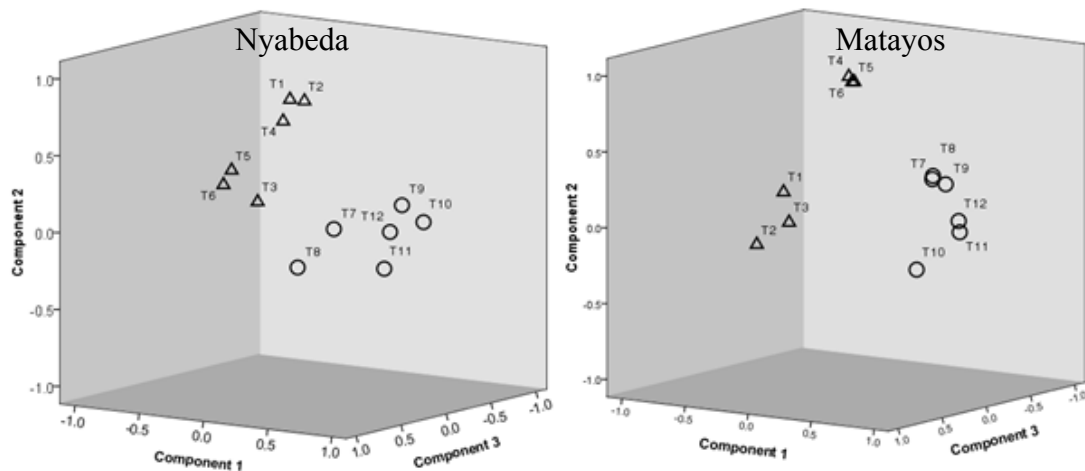 Nyabeda
1.0
0.5
0.0
-0.5
-1.0
Component 2
T1
T2
T4
T5
T6
T3
T9
T7
T12
T10
T8
T11
-1.0
-0.5
0.0
0.5
1.0
Component 1
1.0
0.5
0.0
-0.5
-1.0
Component 3
Matayos
1.0
0.5
0.0
-0.5
-1.0
Component 2
T4
T5
T6
T8
T7
T9
T1
T3
T2
T12
T11
T10
-1.0
-0.5
0.0
0.5
1.0
Component 1
1.0
0.5
0.0
-0.5
-1.0
Component 3